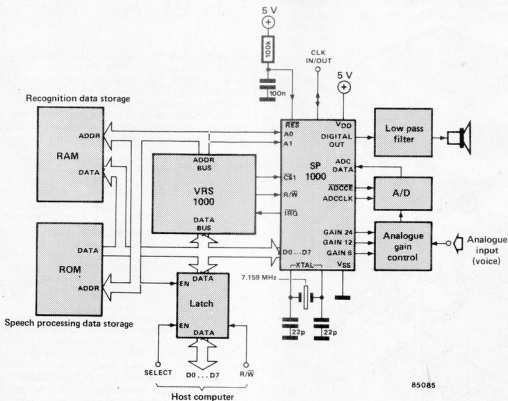 5 V
100k
100n
CLK
IN/OUT
5 V
Recognition data storage
RAM
ADDR
DATA
ADDR
BUS
VRS
1000
DATA
BUS
CS1
R/W
IRQ
RES
A0
A1
VDD
DIGITAL
OUT
SP
1000
ADC
DATA
ADCCE
ADCCLK
GAIN 24
GAIN 12
GAIN 6
D0...D7
XTAL
VSS
Low pass
filter
A/D
Analogue
gain
control
Analogue
input
(voice)
ROM
DATA
ADDR
Speech processing data storage
7.159 MHz
22p
22p
EN
DATA
Latch
EN
DATA
SELECT
D0...D7
R/W
Host computer
85085